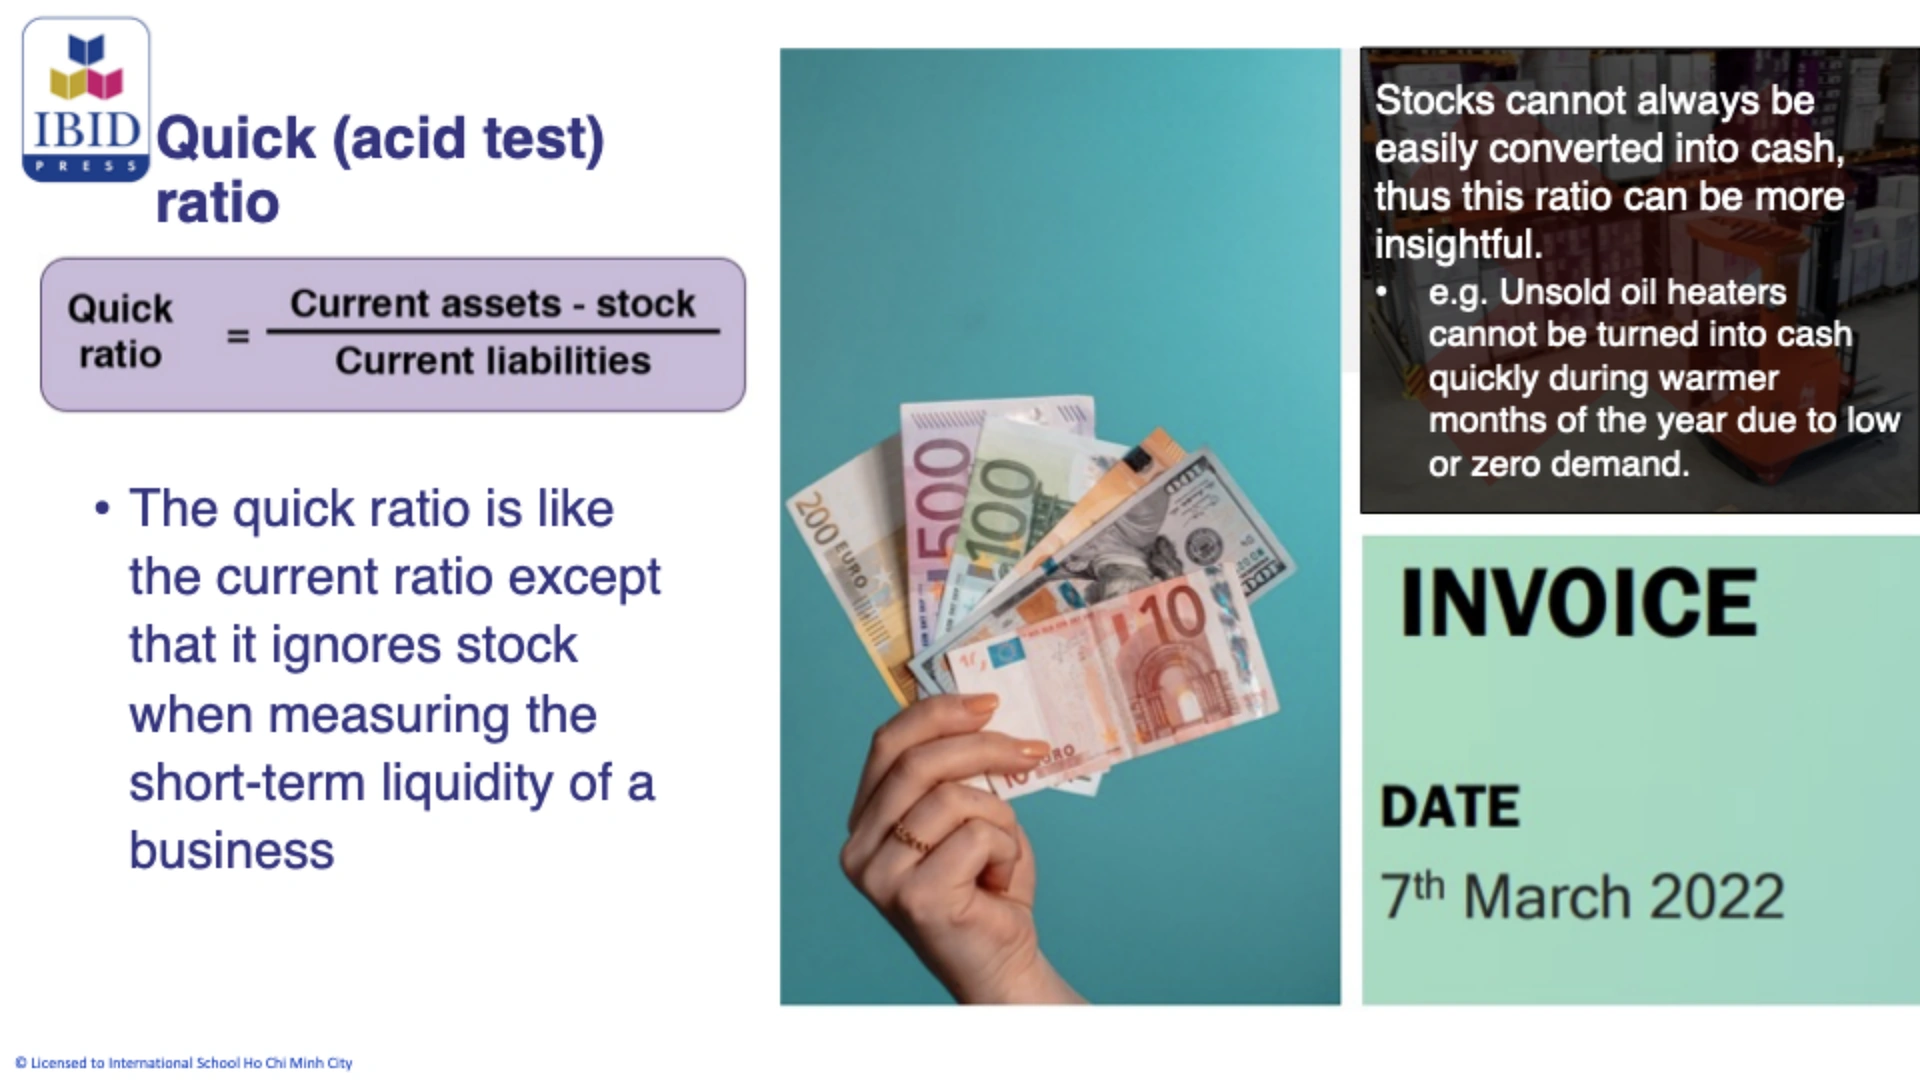 IBID
PRESS
Quick (acid test)
ratio
Quick
ratio
=
Current assets - stock
Current liabilities
• The quick ratio is like
the current ratio except
that it ignores stock
when measuring the
short-term liquidity of a
business
200 EURO
500
100
100
10
10 EURO
Stocks cannot always be
easily converted into cash,
thus this ratio can be more
insightful.
• e.g. Unsold oil heaters
cannot be turned into cash
quickly during warmer
months of the year due to low
or zero demand.
INVOICE
DATE
7th March 2022
© Licensed to International School Ho Chi Minh City